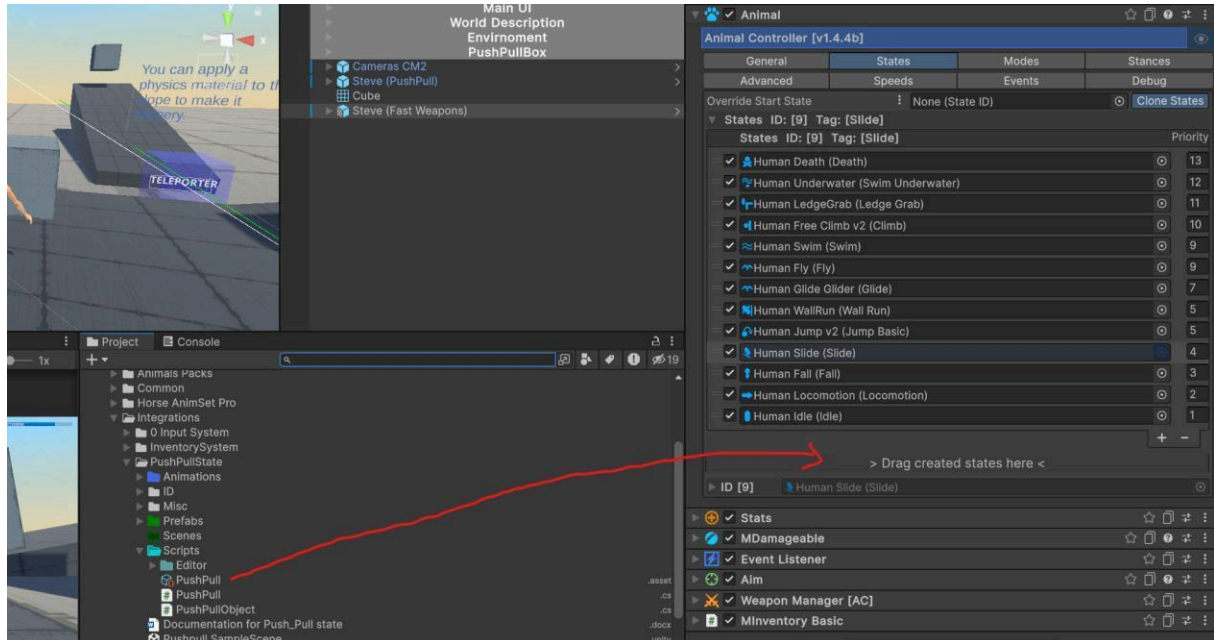 You can apply a
physics material to th
slope to make it
TELEPORTER
Main UI
World Description
Envirnoment
PushPullBox
Cameras CM2
Steve (PushPull)
Cube
Steve (Fast Weapons)
1x
Project
Console
19
Animals Packs
Common
Horse AnimSet Pro
Integrations
0 Input System
InventorySystem
PushPullState
Animations
ID
Misc
Prefabs
Scenes
Scripts
Editor
PushPull .asset
PushPull .cs
PushPullObject .cs
Documentation for Push_Pull state .docx
Pushpull SampleScene .unity
Animal
Animal Controller [v1.4.4b]
General States Modes Stances
Advanced Speeds Events Debug
Override Start State None (State ID) Clone States
States ID: [9] Tag: [Slide]
States ID: [9] Tag: [Slide] Priority
Human Death (Death) 13
Human Underwater (Swim Underwater) 12
Human LedgeGrab (Ledge Grab) 11
Human Free Climb v2 (Climb) 10
Human Swim (Swim) 9
Human Fly (Fly) 9
Human Glide Glider (Glide) 7
Human WallRun (Wall Run) 5
Human Jump v2 (Jump Basic) 5
Human Slide (Slide) 4
Human Fall (Fall) 3
Human Locomotion (Locomotion) 2
Human Idle (Idle) 1
+ -
> Drag created states here <
ID [9] Human Slide (Slide)
Stats
MDamageable
Event Listener
Aim
Weapon Manager [AC]
MInventory Basic